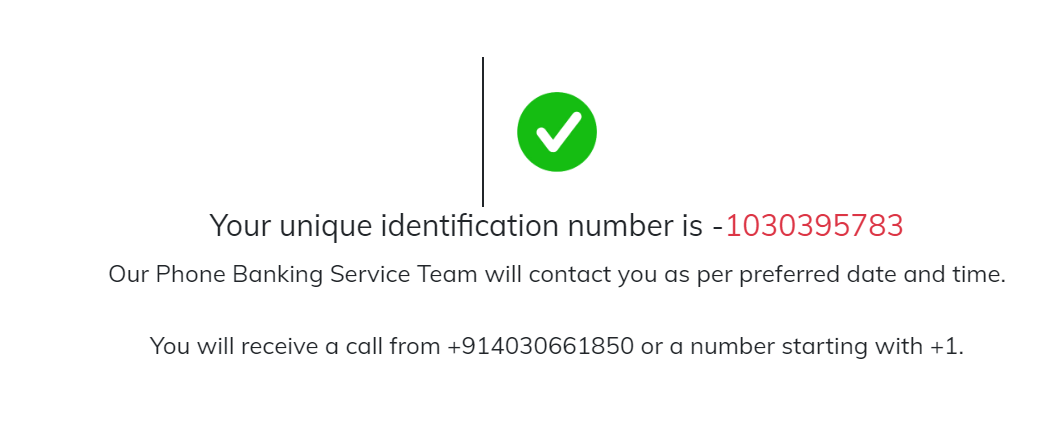 Your unique identification number is -1030395783
Our Phone Banking Service Team will contact you as per preferred date and time.
You will receive a call from +914030661850 or a number starting with +1.